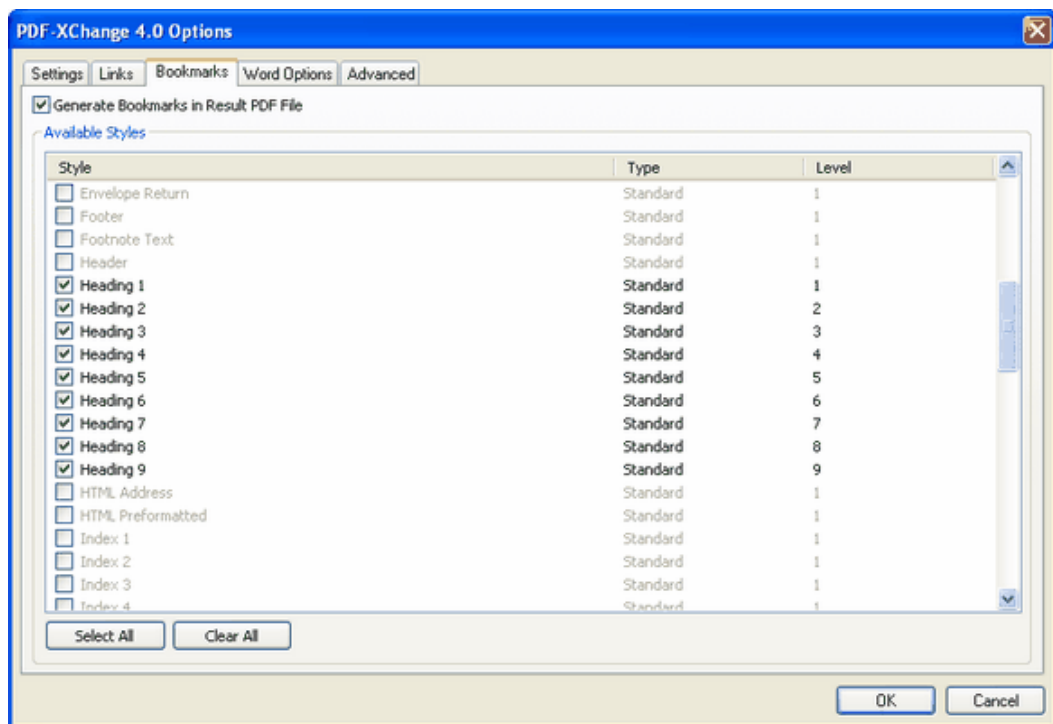 PDF-XChange 4.0 Options
Settings Links Bookmarks Word Options Advanced
Generate Bookmarks in Result PDF File
Available Styles
Style Type Level
Envelope Return Standard 1
Footer Standard 1
Footnote Text Standard 1
Header Standard 1
Heading 1 Standard 1
Heading 2 Standard 2
Heading 3 Standard 3
Heading 4 Standard 4
Heading 5 Standard 5
Heading 6 Standard 6
Heading 7 Standard 7
Heading 8 Standard 8
Heading 9 Standard 9
HTML Address Standard 1
HTML Preformatted Standard 1
Index 1 Standard 1
Index 2 Standard 1
Index 3 Standard 1
Index 4 Standard 1
Select All Clear All
OK Cancel